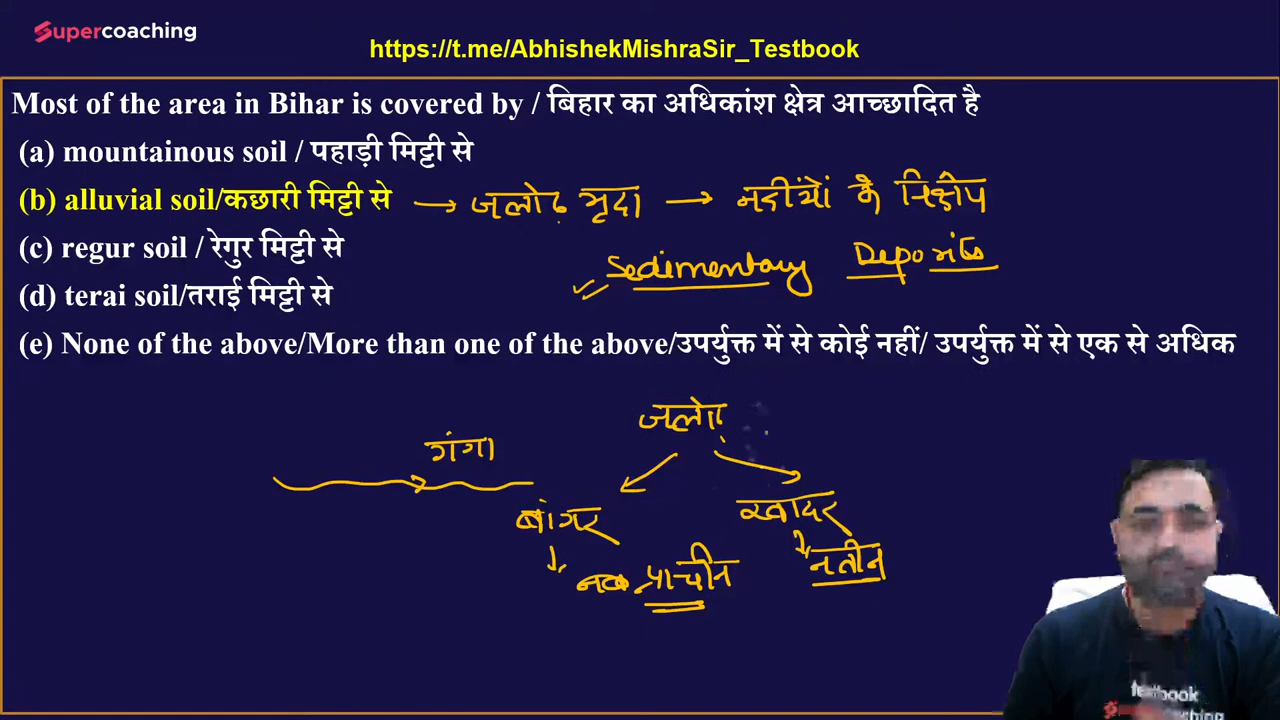 Supercoaching
https://t.me/AbhishekMishraSir_Testbook
Most of the area in Bihar is covered by / बिहार का अधिकांश क्षेत्र आच्छादित है
(a) mountainous soil / पहाड़ी मिट्टी से
(b) alluvial soil/कछारी मिट्टी से → जलोढ़ मृदा → नदीयों के निक्षेप
(c) regur soil / रेगुर मिट्टी से
Sedimentary Deposits
(d) terai soil/तराई मिट्टी से
(e) None of the above/More than one of the above/उपर्युक्त में से कोई नहीं/ उपर्युक्त में से एक से अधिक
जलोढ़
गंगा
बांगर खादर
प्राचीन नवीन
testbook
Supercoaching